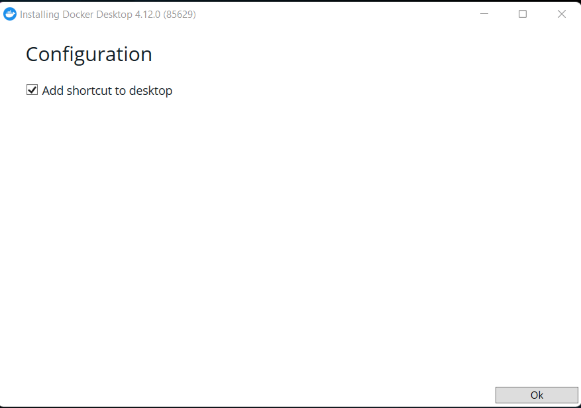 Installing Docker Desktop 4.12.0 (85629)
Configuration
Add shortcut to desktop
Ok